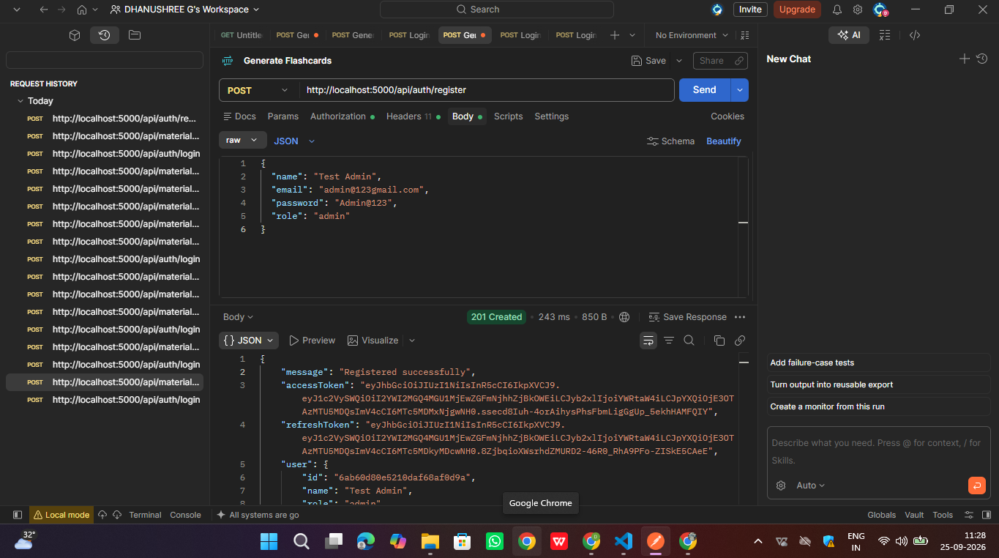 DHANUSHREE G's Workspace
Search
Invite
Upgrade
GET Untitle
POST Gen
POST Gene
POST Login
POST Ge
POST Login
POST Login
No Environment
AI
REQUEST HISTORY
Today
POST http://localhost:5000/api/auth/re...
POST http://localhost:5000/api/material...
POST http://localhost:5000/api/auth/login
POST http://localhost:5000/api/material...
POST http://localhost:5000/api/material...
POST http://localhost:5000/api/material...
POST http://localhost:5000/api/material...
POST http://localhost:5000/api/material...
POST http://localhost:5000/api/auth/login
POST http://localhost:5000/api/material...
POST http://localhost:5000/api/material...
POST http://localhost:5000/api/material...
POST http://localhost:5000/api/auth/login
POST http://localhost:5000/api/material...
POST http://localhost:5000/api/auth/login
POST http://localhost:5000/api/material...
POST http://localhost:5000/api/auth/login
HTTP Generate Flashcards
Save
Share
POST http://localhost:5000/api/auth/register
Send
Docs Params Authorization Headers 11 Body Scripts Settings Cookies
raw JSON Schema Beautify
1 {
2 "name": "Test Admin",
3 "email": "admin@123gmail.com",
4 "password": "Admin@123",
5 "role": "admin"
6 }
Body 201 Created 243 ms 850 B e.g. Save Response
{} JSON Preview Visualize
1 {
2 "message": "Registered successfully",
3 "accessToken": "eyJhbGciOiJIUzI1NiIsInR5cCI6IkpXVCJ9.
eyJ1c2VySWQiOiI2YWI2MGQ4MGU1MjEwZGFmNjhhZjBkOWEiLCJyb2xlIjoiYWRtaW4iLCJpYXQiOjE3OT
AzMTU5MDQsImV4cCI6MTc5MDMxNjgwNH0.ssecd8Iuh-4orAihysPhsFbmLigGgUp_5ekhHAMFQIY",
4 "refreshToken": "eyJhbGciOiJIUzI1NiIsInR5cCI6IkpXVCJ9.
eyJ1c2VySWQiOiI2YWI2MGQ4MGU1MjEwZGFmNjhhZjBkOWEiLCJyb2xlIjoiYWRtaW4iLCJpYXQiOjE3OT
AzMTU5MDQsImV4cCI6MTc5MDkyMDcwNH0.8ZjbqioXWsrhdZMURD2-46R0_RhA9PFo-ZISkE5CAeE",
5 "user": {
6 "id": "6ab60d80e5210daf68af0d9a",
7 "name": "Test Admin",
8 "role": "admin"
New Chat
Add failure-case tests
Turn output into reusable export
Create a monitor from this run
Describe what you need. Press @ for context, / for
Skills.
Auto
Google Chrome
Local mode Terminal Console All systems are go
Globals Vault Tools
32°
ENG
IN
11:28
25-09-2026